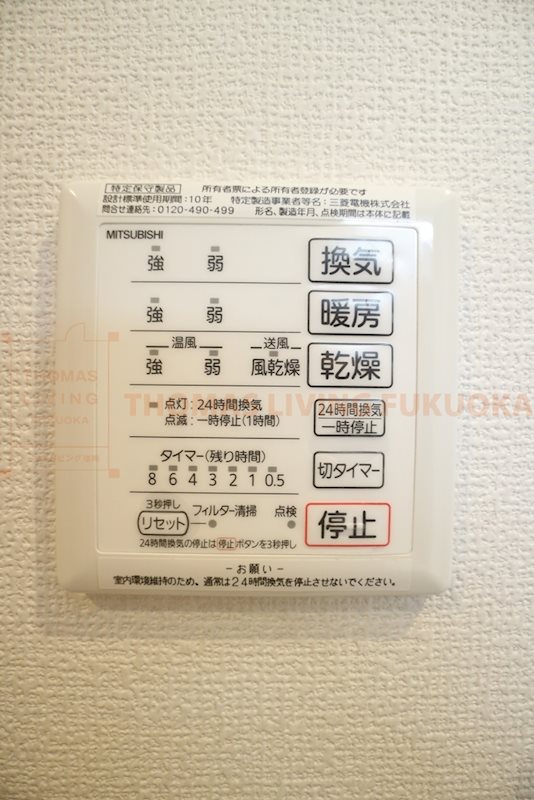 特定保守製品 所有者票による所有者登録が必要です
設計標準使用期間:10年 特定製造事業者等名:三菱電機株式会社
問合せ連絡先:0120-490-499 形名、製造年月、点検期間は本体に記載
MITSUBISHI
強 弱 換気
強 弱 暖房
温風 送風
強 弱 風乾燥 乾燥
点灯:24時間換気
点滅:一時停止(1時間)
24時間換気
一時停止
タイマー(残り時間)
8 6 4 3 2 1 0.5
切タイマー
3秒押し
リセット フィルター清掃 点検
停止
24時間換気の停止は停止ボタンを3秒押し
-お願い-
室内環境維持のため、通常は24時間換気を停止させないでください。
THOMAS LIVING FUKUOKA
THOMAS
LIVING
FUKUOKA